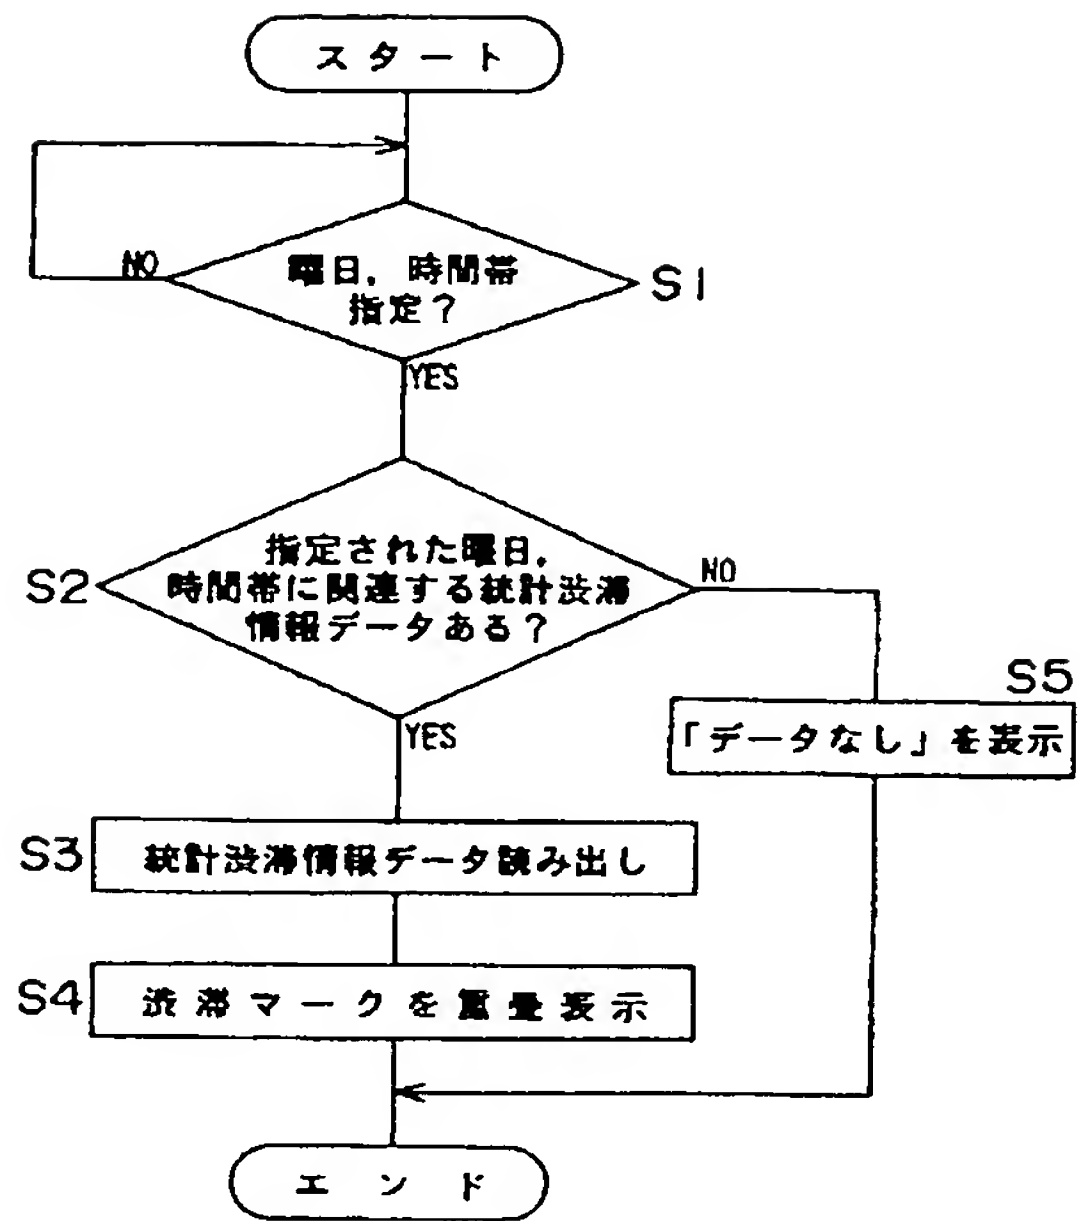 スタート
NO
曜日，時間帯
指定？
S1
YES
指定された曜日，
S2
時間帯に関連する統計渋滞
情報データある？
NO
YES
S5
「データなし」を表示
S3
統計渋滞情報データ読み出し
S4
渋滞マークを重畳表示
エンド